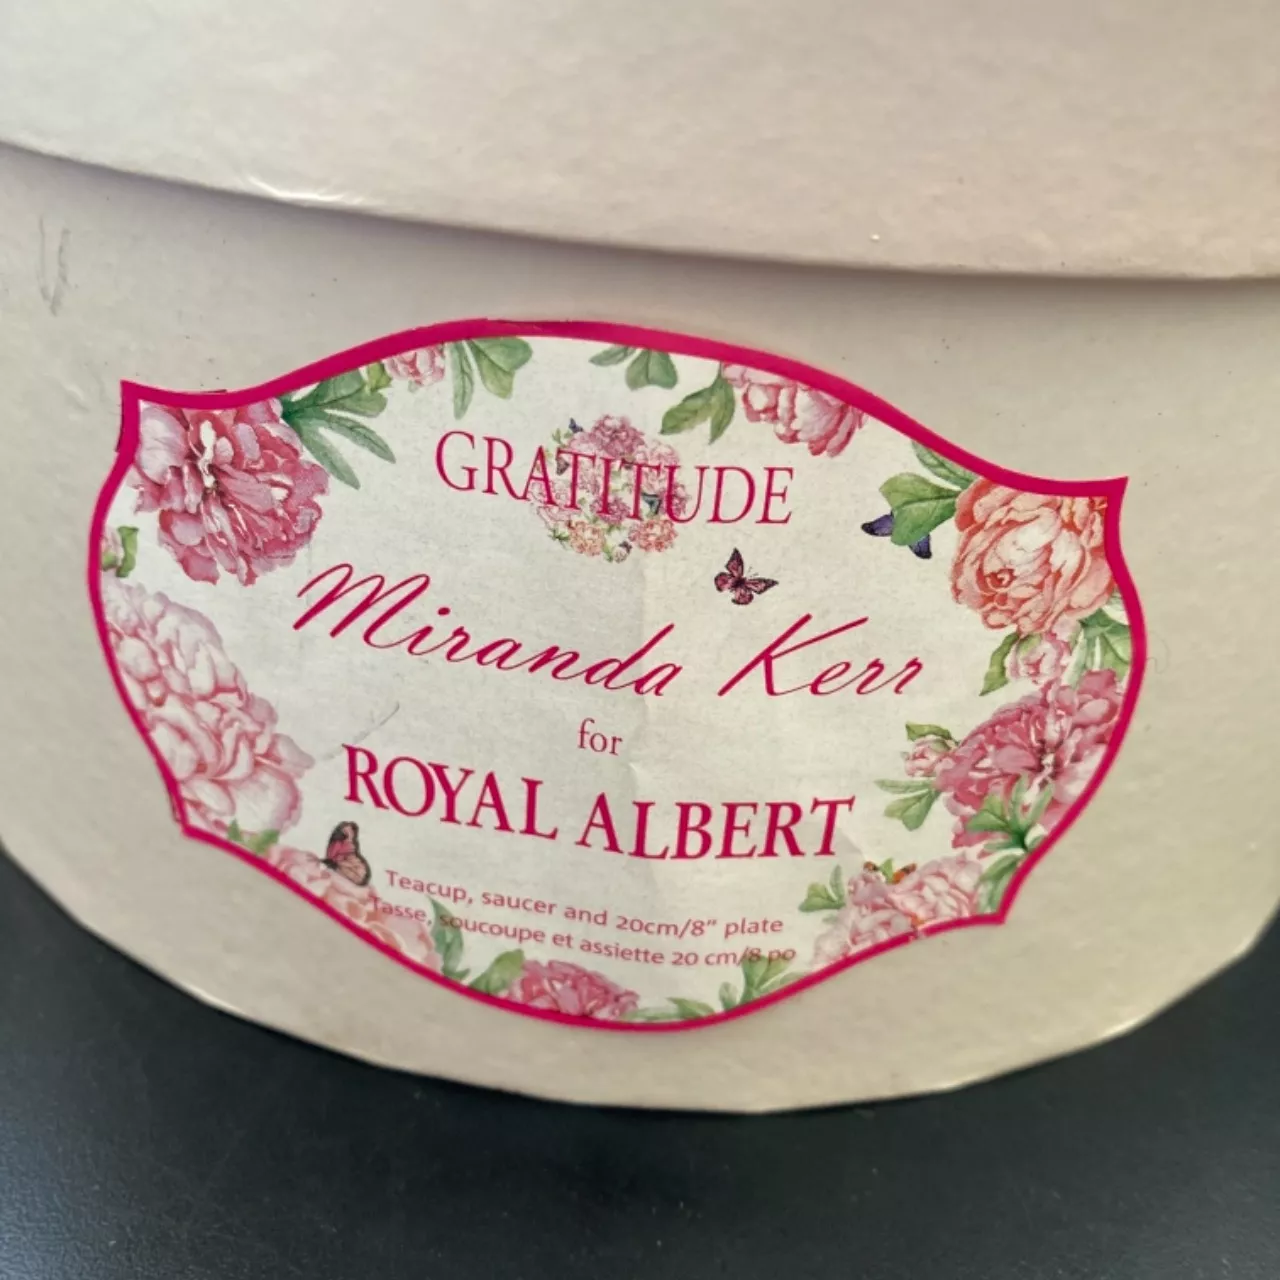 GRATITUDE
Miranda Kerr
for
ROYAL ALBERT
Teacup, saucer and 20cm/8" plate
Tasse, soucoupe et assiette 20 cm/8 po